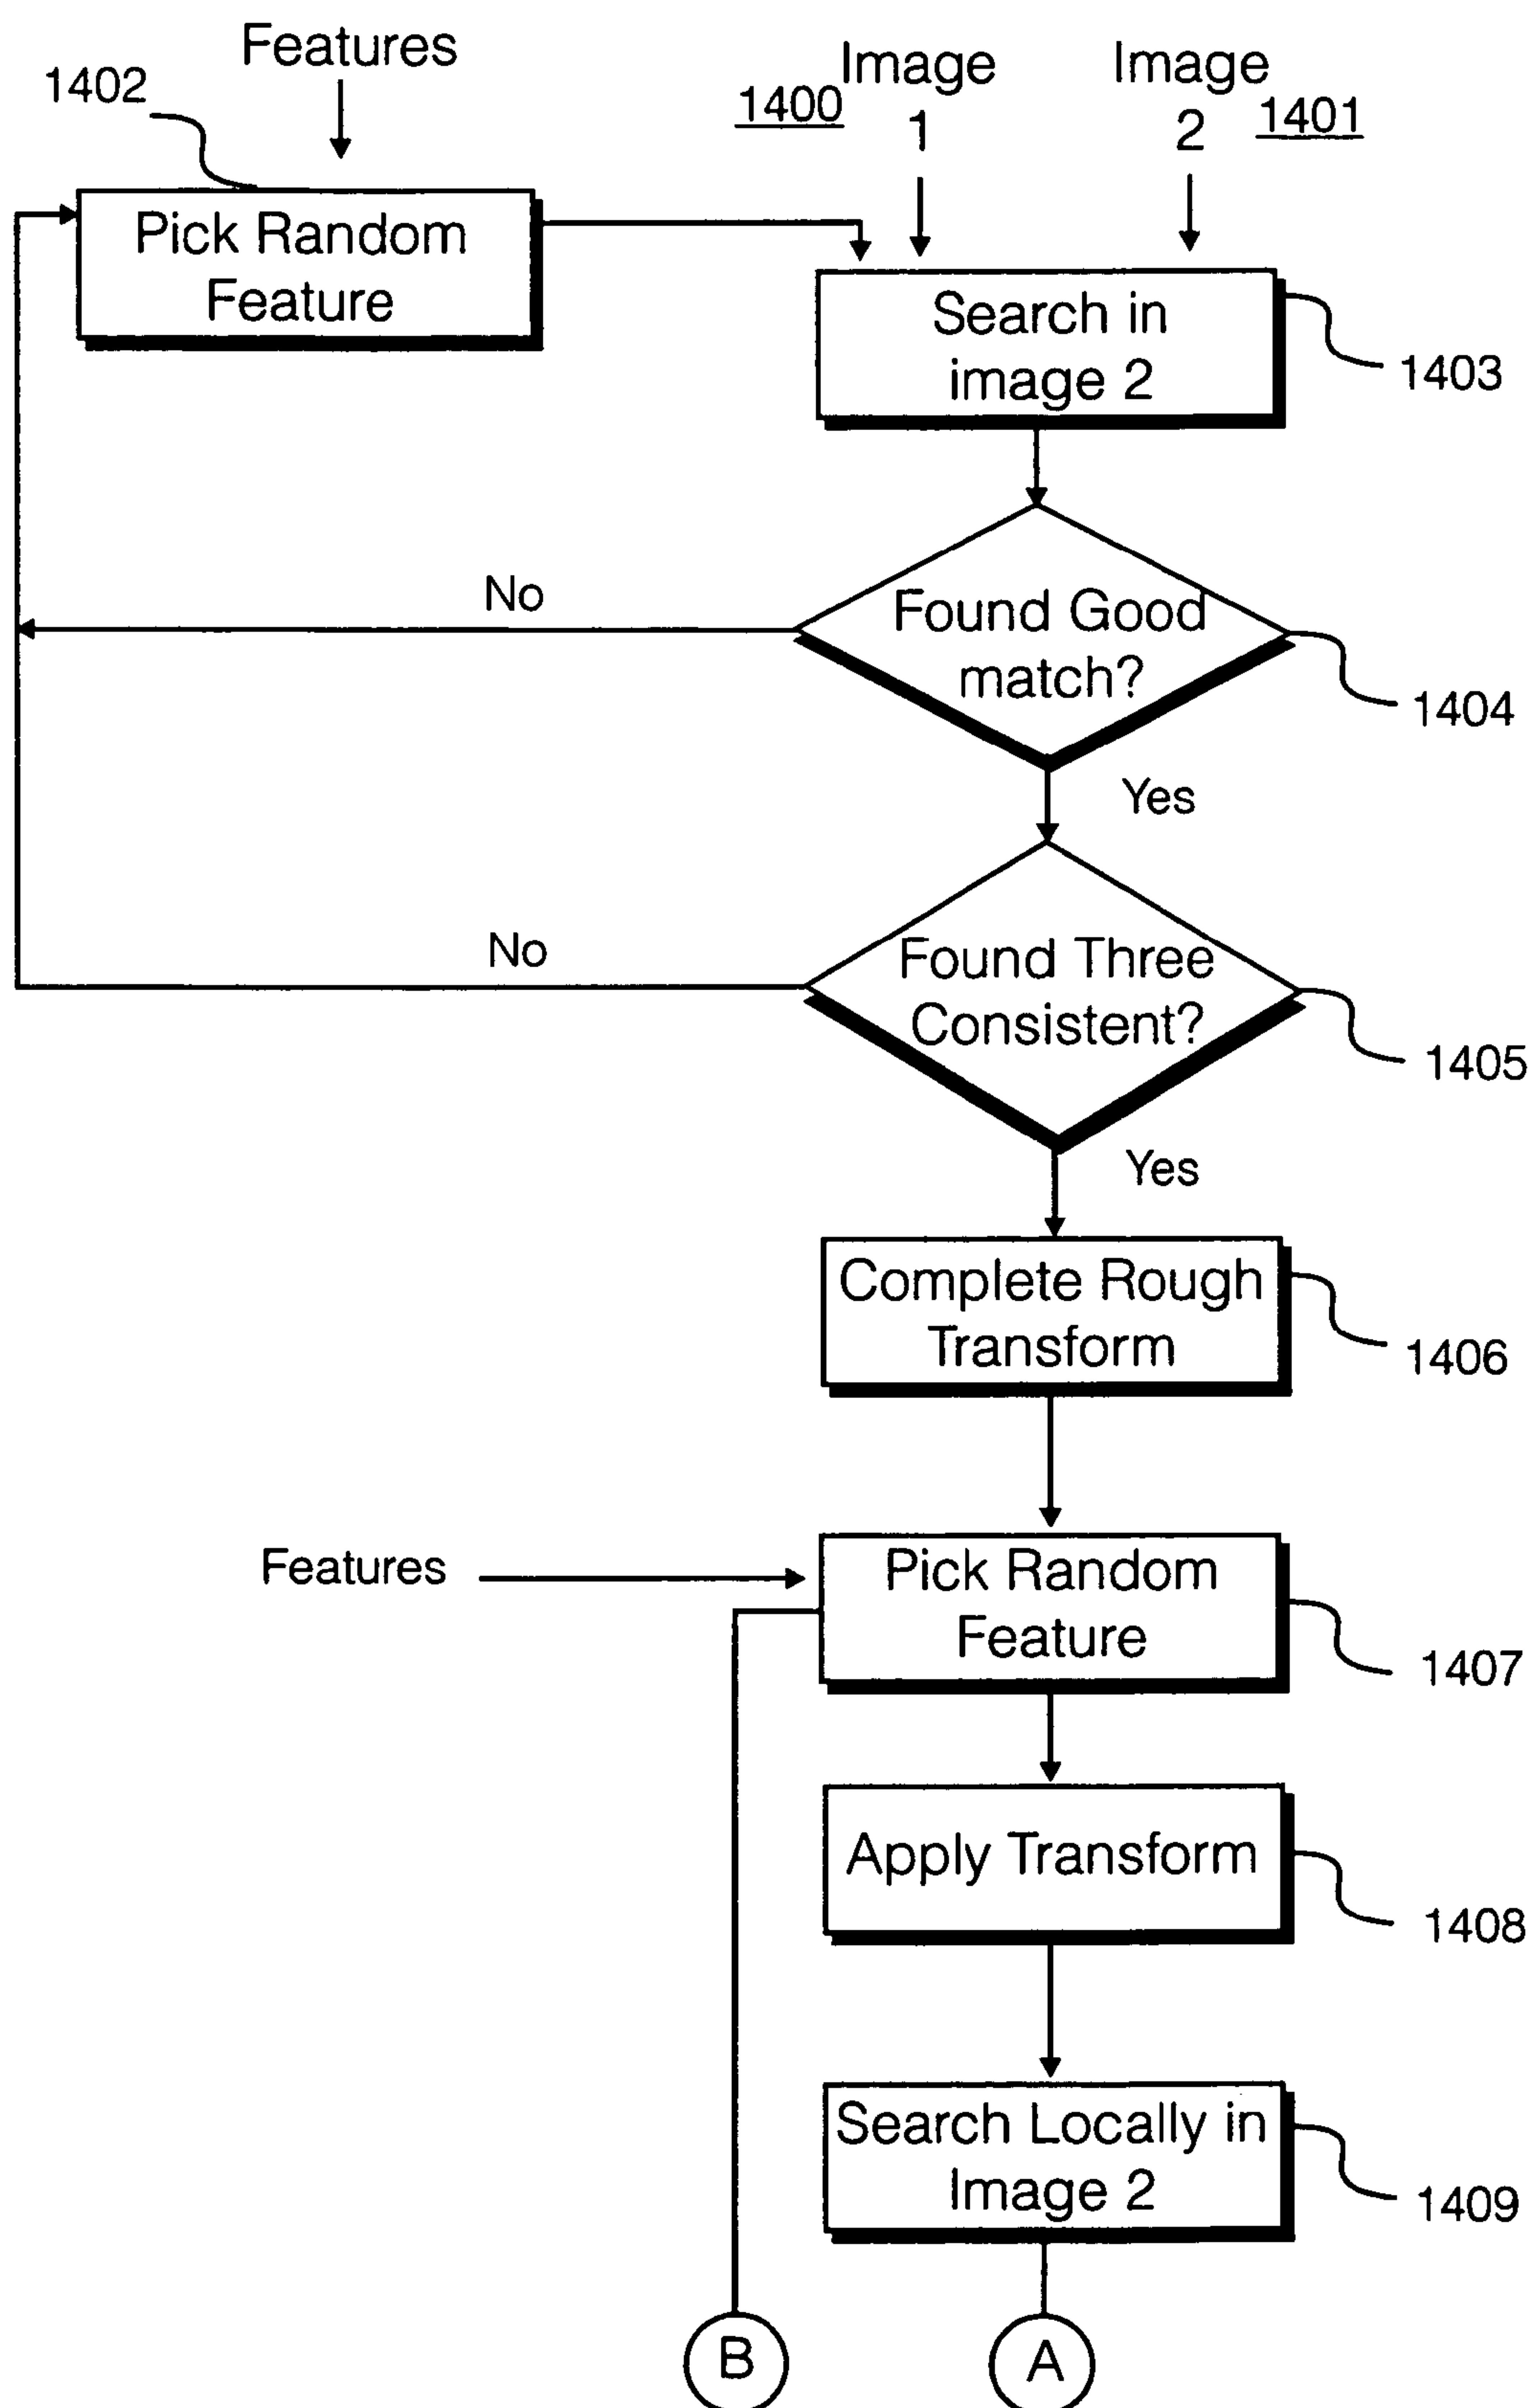 Features
1402
1400
Image
1
Image
2
1401
Pick Random
Feature
Search in
image 2
1403
No
Found Good
match?
1404
Yes
No
Found Three
Consistent?
1405
Yes
Complete Rough
Transform
1406
Features
Pick Random
Feature
1407
Apply Transform
1408
Search Locally in
Image 2
1409
B
A